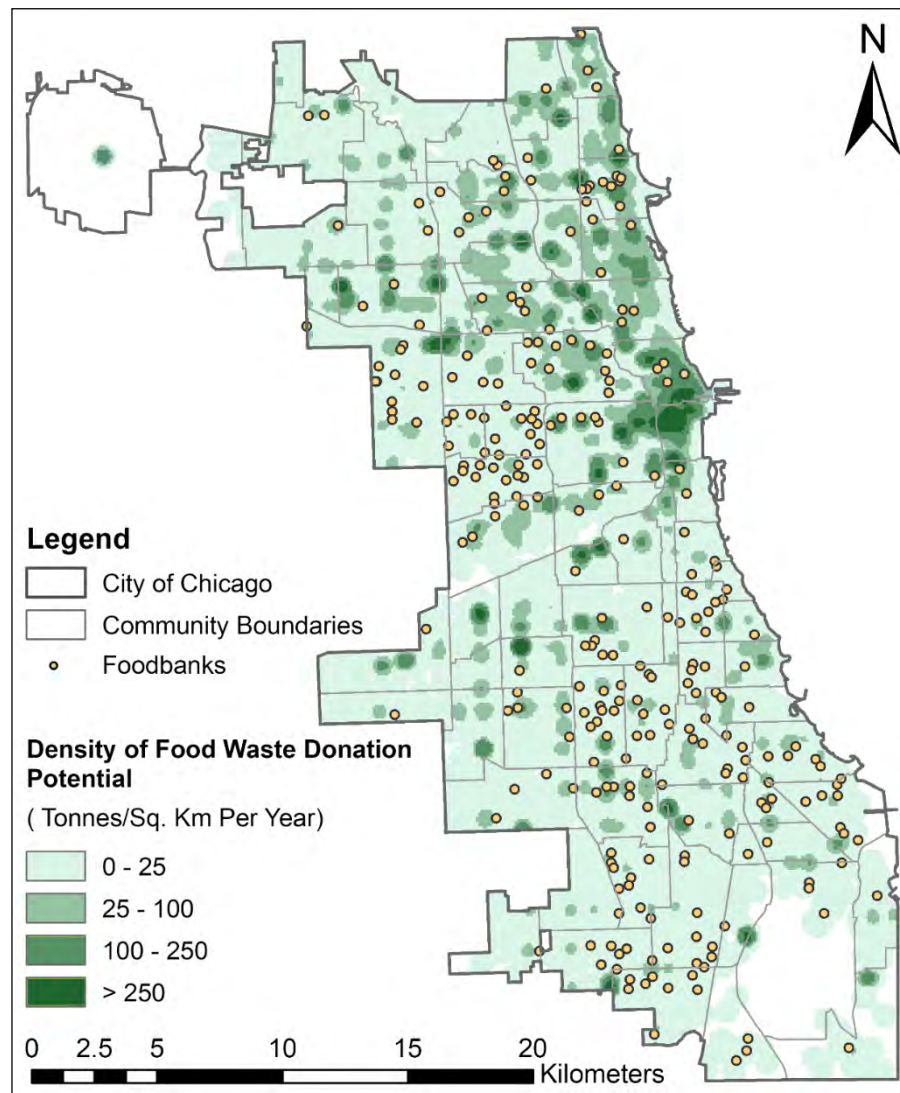 N
Legend
City of Chicago
Community Boundaries
Foodbanks
Density of Food Waste Donation
Potential
( Tonnes/Sq. Km Per Year)
0 - 25
25 - 100
100 - 250
> 250
0 2.5 5 10 15 20
Kilometers